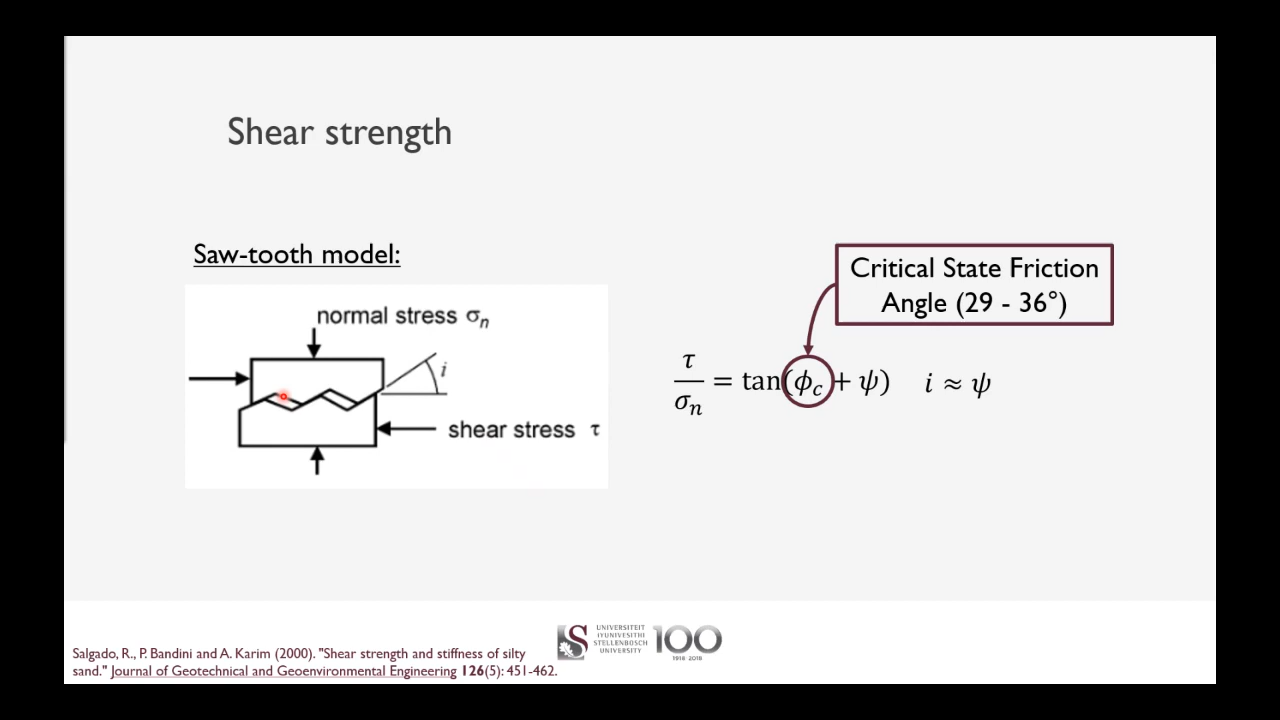 Shear strength
Saw-tooth model:
normal stress σₙ
i
shear stress τ
Critical State Friction
Angle (29 - 36°)
τ/σₙ = tan(ϕ𝑐 + ψ) i ≈ ψ
UNIVERSITEIT
IYUNIVESITHI
STELLENBOSCH
UNIVERSITY
100
1918·2018
Salgado, R., P. Bandini and A. Karim (2000). "Shear strength and stiffness of silty
sand." Journal of Geotechnical and Geoenvironmental Engineering 126(5): 451-462.